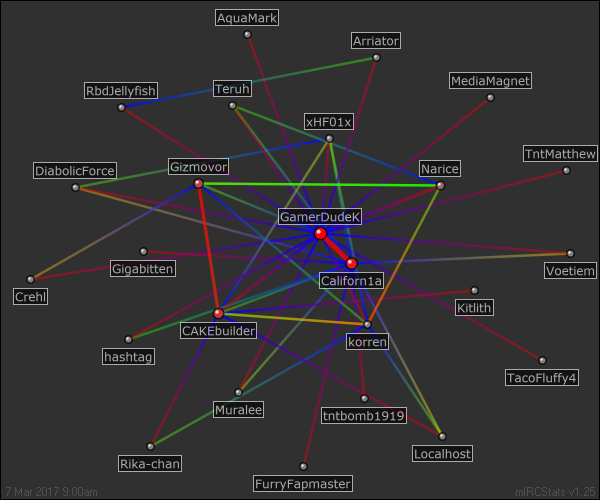 AquaMark
Arriator
MediaMagnet
RbdJellyfish
Teruh
xHF01x
TntMatthew
DiabolicForce
Gizmovor
Narice
GamerDudeK
Gigabitten
Californ1a
Voetiem
Crehl
Kitlith
CAKEbuilder
korren
hashtag
TacoFluffy4
Muralee
tntbomb1919
Localhost
Rika-chan
FurryFapmaster
7 Mar 2017 9:00am
mIRCStats v1.25